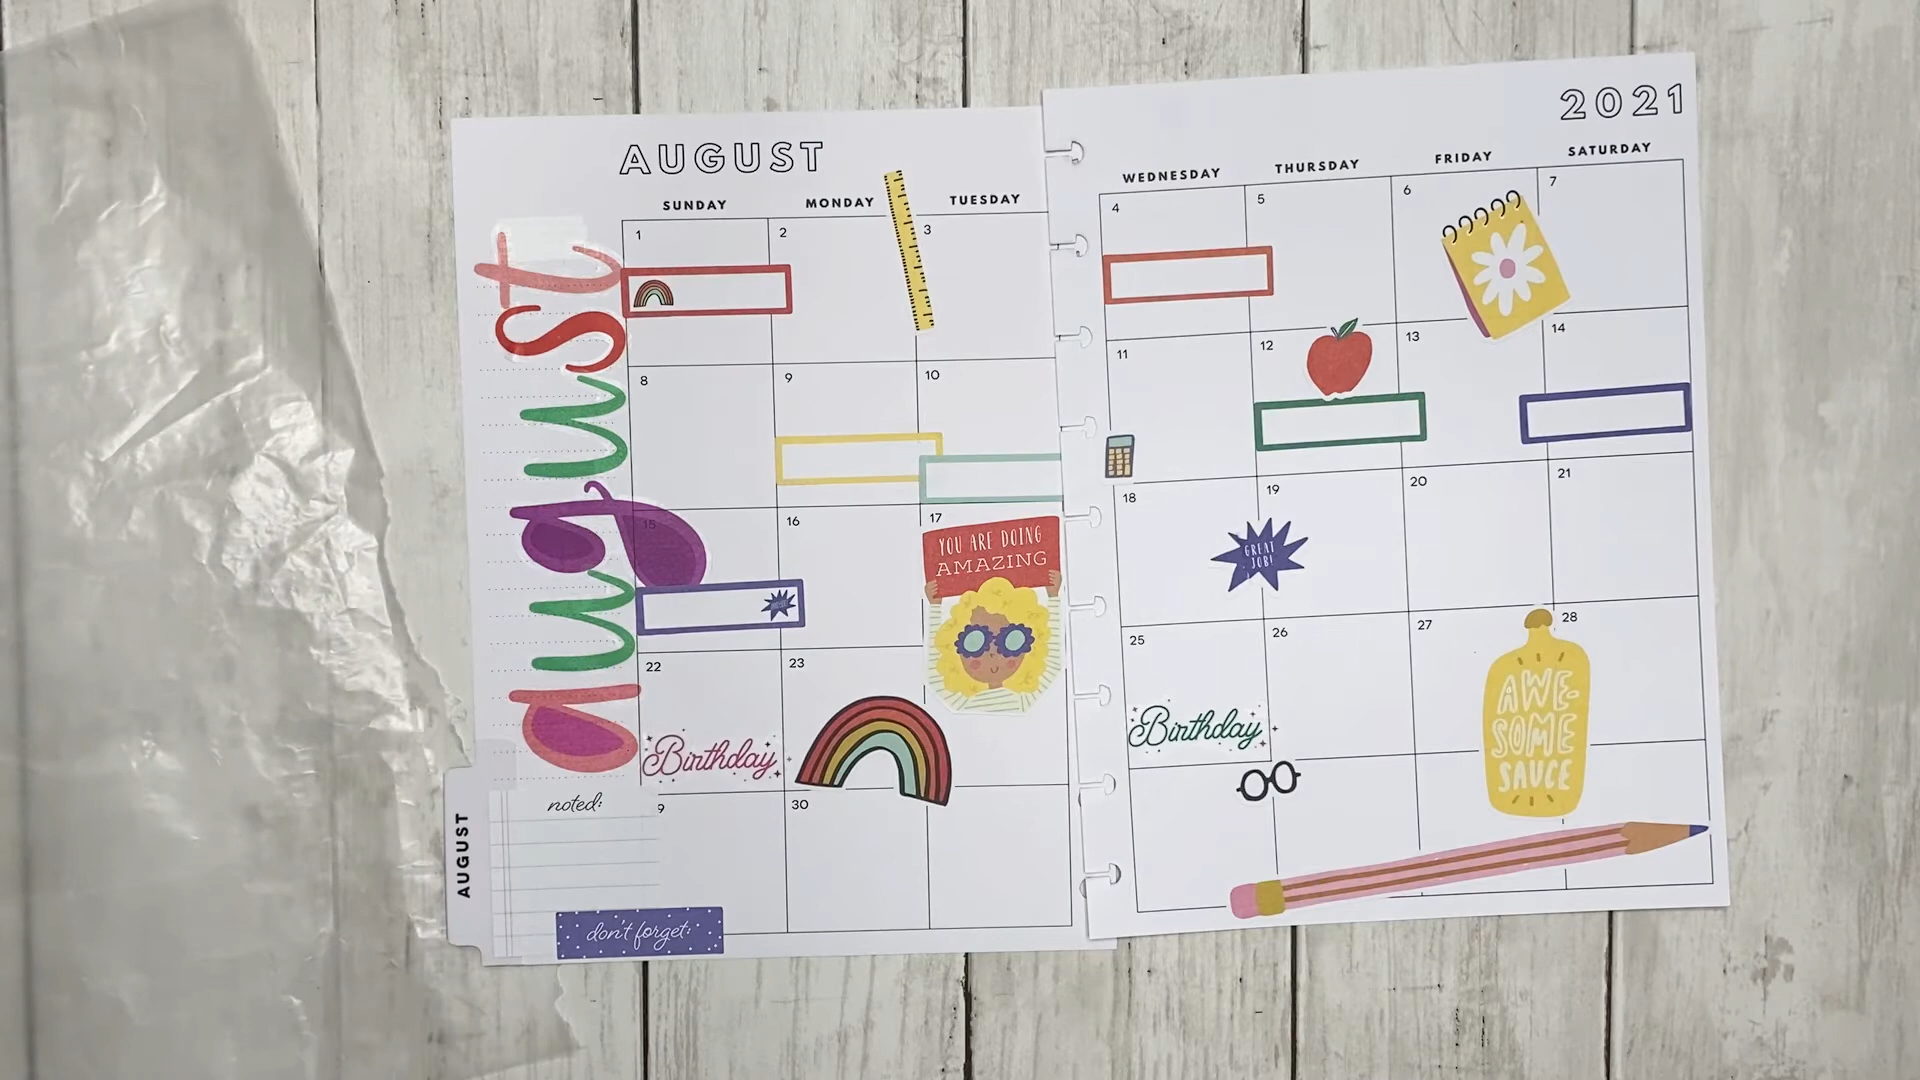 AUGUST
2021
SUNDAY MONDAY TUESDAY
WEDNESDAY THURSDAY FRIDAY SATURDAY
august
1 2 3
4 5 6 7
8 9 10
11 12 13 14
15 16 17
YOU ARE DOING
AMAZING
18 19 20 21
GREAT
JOB!
22 23
Birthday
25 26 27 28
Birthday
AWE-
SOME
SAUCE
noted:
9 30
don't forget:
AUGUST